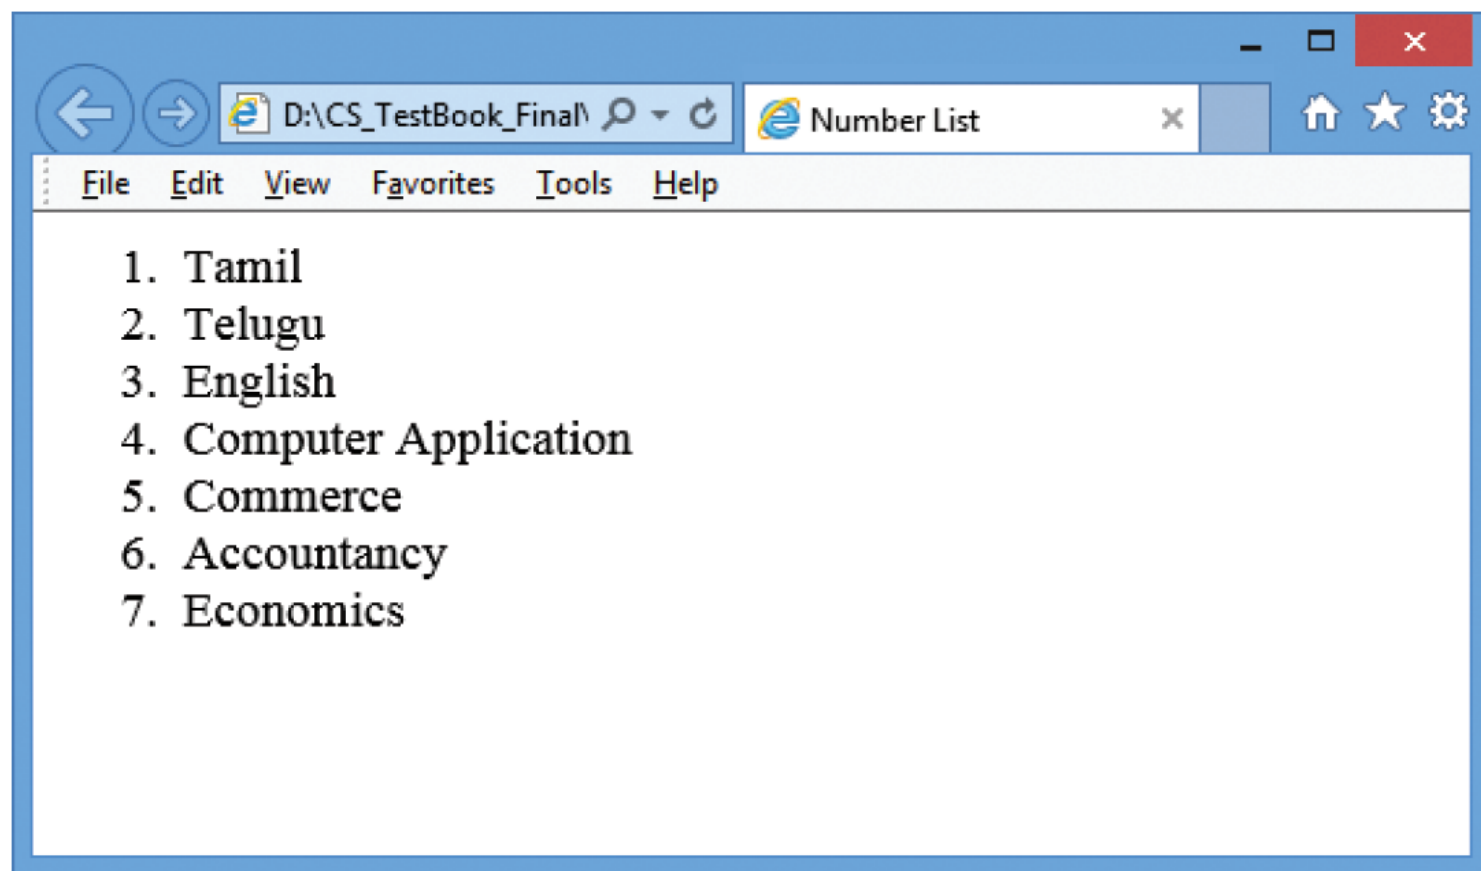 D:\CS_TestBook_Final\
Number List
File Edit View Favorites Tools Help
1. Tamil
2. Telugu
3. English
4. Computer Application
5. Commerce
6. Accountancy
7. Economics